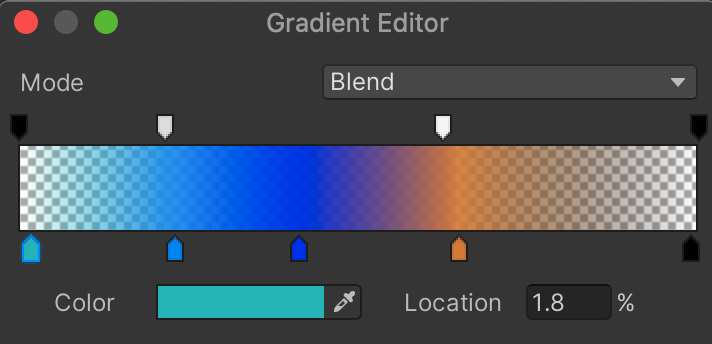 Gradient Editor
Mode Blend
Color Location 1.8 %